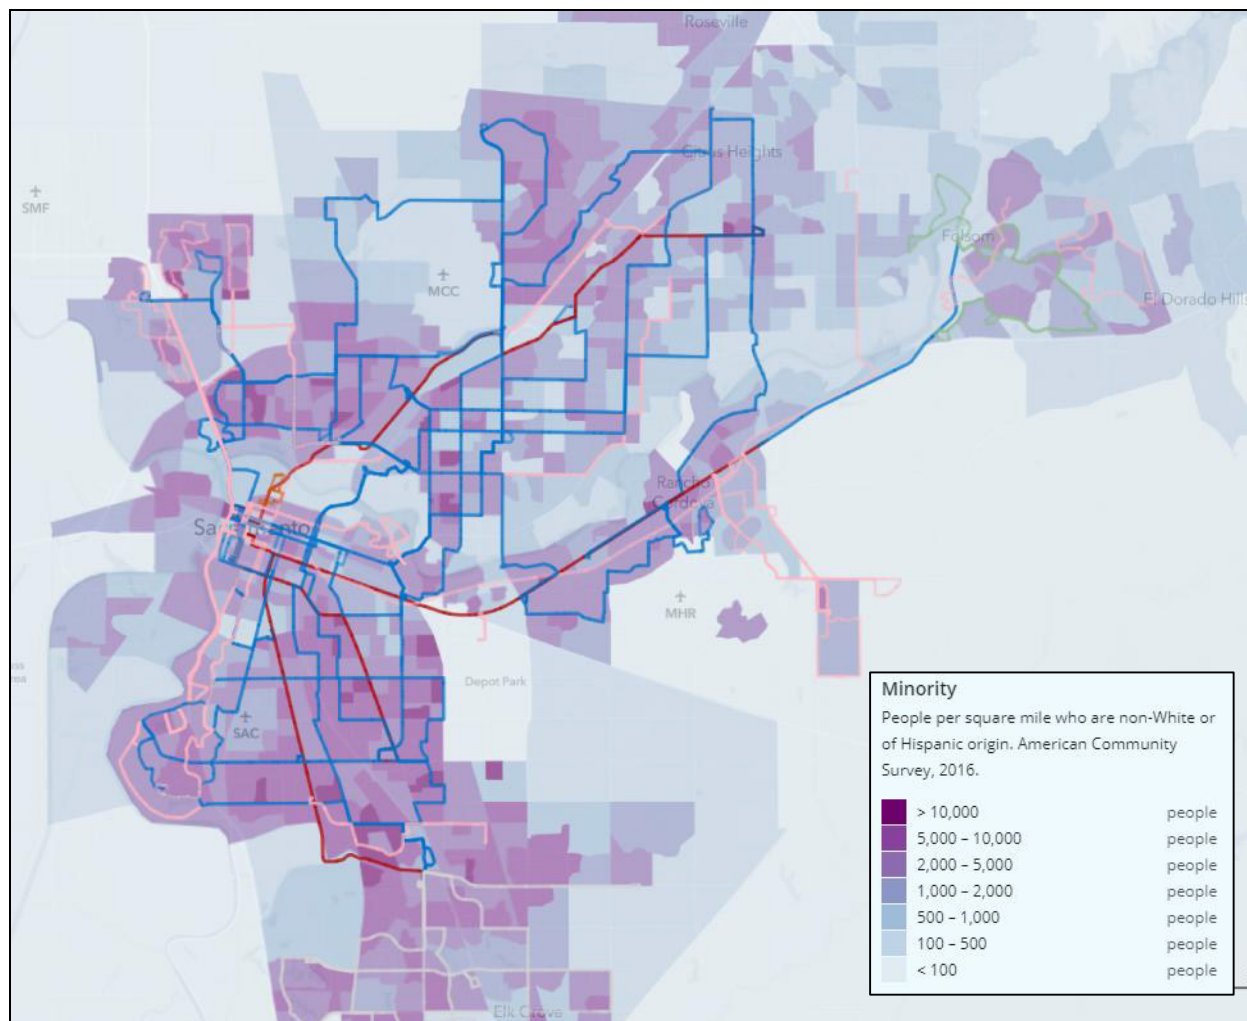 Roseville
Citrus Heights
SMF
MCC
Folsom
El Dorado Hills
Rancho
Cordova
Sacramento
MHR
Depot Park
SAC
Elk Grove
Minority
People per square mile who are non-White or
of Hispanic origin. American Community
Survey, 2016.
> 10,000 people
5,000 – 10,000 people
2,000 – 5,000 people
1,000 – 2,000 people
500 – 1,000 people
100 – 500 people
< 100 people